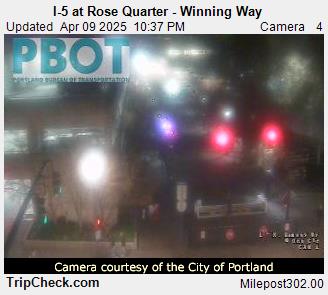 I-5 at Rose Quarter - Winning Way
Updated Apr 09 2025 10:37 PM Camera 4
PBOT
PORTLAND BUREAU OF TRANSPORTATION
Camera courtesy of the City of Portland
TripCheck.com Milepost302.00